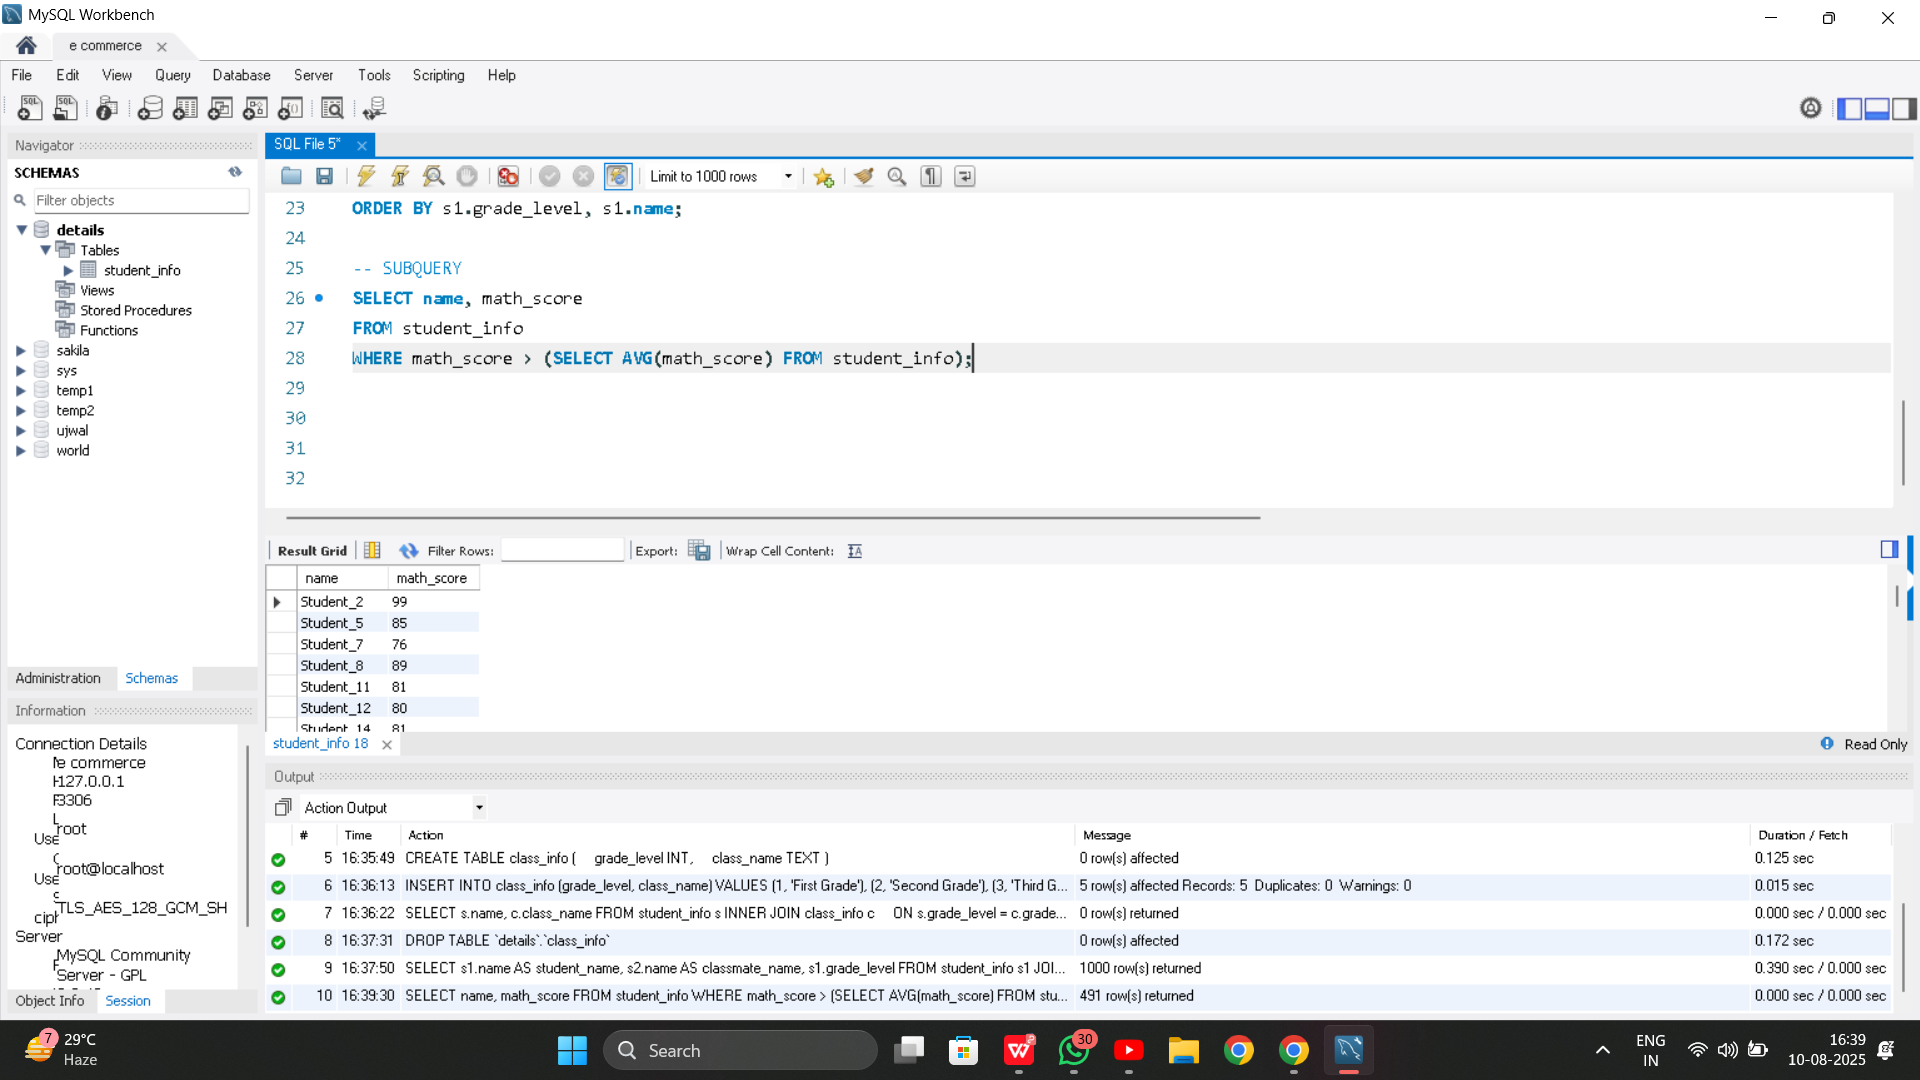 MySQL Workbench
e commerce
File Edit View Query Database Server Tools Scripting Help
Navigator
SCHEMAS
Filter objects
details
Tables
student_info
Views
Stored Procedures
Functions
sakila
sys
temp1
temp2
ujwal
world
Administration Schemas
Information
Connection Details
e commerce
127.0.0.1
3306
root
Use
root@localhost
Use
TLS_AES_128_GCM_SH
ciph
Server
MySQL Community
Server - GPL
Object Info Session
SQL File 5*
Limit to 1000 rows
23 ORDER BY s1.grade_level, s1.name;
24
25 -- SUBQUERY
26 SELECT name, math_score
27 FROM student_info
28 WHERE math_score > (SELECT AVG(math_score) FROM student_info);
29
30
31
32
Result Grid Filter Rows: Export: Wrap Cell Content:
name math_score
Student_2 99
Student_5 85
Student_7 76
Student_8 89
Student_11 81
Student_12 80
Student_14 81
student_info 18
Read Only
Output
Action Output
# Time Action Message Duration / Fetch
5 16:35:49 CREATE TABLE class_info ( grade_level INT, class_name TEXT ) 0 row(s) affected 0.125 sec
6 16:36:13 INSERT INTO class_info (grade_level, class_name) VALUES (1, 'First Grade'), (2, 'Second Grade'), (3, 'Third G... 5 row(s) affected Records: 5 Duplicates: 0 Warnings: 0 0.015 sec
7 16:36:22 SELECT s.name, c.class_name FROM student_info s INNER JOIN class_info c ON s.grade_level = c.grade... 0 row(s) returned 0.000 sec / 0.000 sec
8 16:37:31 DROP TABLE `details`.`class_info` 0 row(s) affected 0.172 sec
9 16:37:50 SELECT s1.name AS student_name, s2.name AS classmate_name, s1.grade_level FROM student_info s1 JOI... 1000 row(s) returned 0.390 sec / 0.000 sec
10 16:39:30 SELECT name, math_score FROM student_info WHERE math_score > (SELECT AVG(math_score) FROM stu... 491 row(s) returned 0.000 sec / 0.000 sec
7
29°C
Haze
Search
30
ENG
IN
16:39
10-08-2025